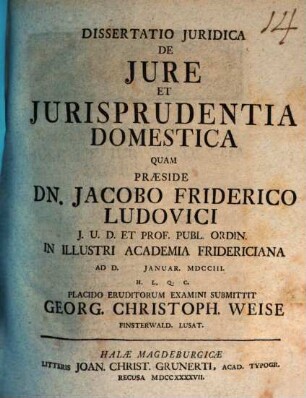 14
DISSERTATIO JURIDICA
DE
JURE
ET
JURISPRUDENTIA
DOMESTICA
QUAM
PRÆSIDE
DN. JACOBO FRIDERICO
LUDOVICI
J. U. D. ET PROF. PUBL. ORDIN.
IN ILLUSTRI ACADEMIA FRIDERICIANA
AD D. JANUAR. MDCCIII.
H. L. Q. C.
PLACIDO ERUDITORUM EXAMINI SUBMITTIT
GEORG. CHRISTOPH. WEISE
FINSTERWALD. LUSAT.
HALÆ MAGDEBURGICÆ
LITTERIS JOAN. CHRIST. GRUNERTI, ACAD. TYPOGR.
RECUSA MDCCXXXXVII.